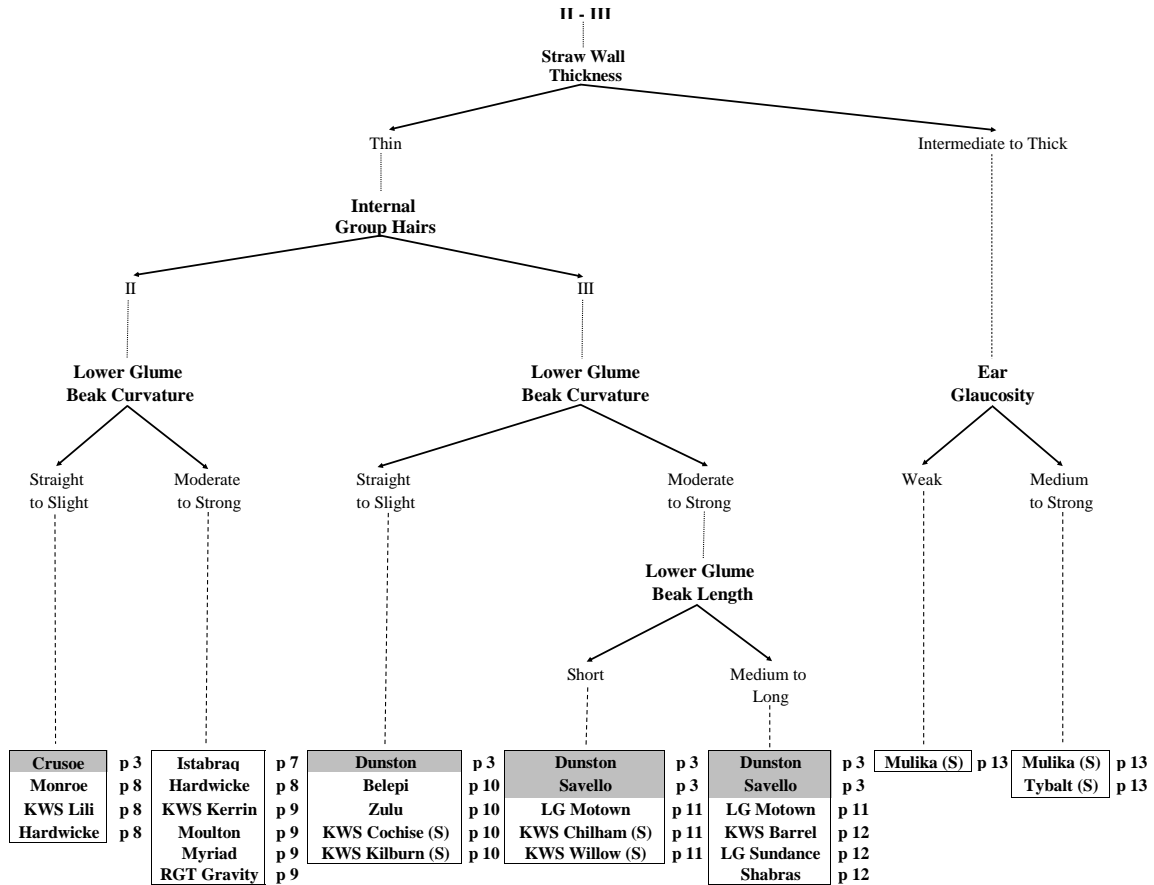 II - III
Straw Wall
Thickness
Thin
Intermediate to Thick
Internal
Group Hairs
II
III
Lower Glume
Beak Curvature
Lower Glume
Beak Curvature
Ear
Glaucosity
Straight
to Slight
Moderate
to Strong
Straight
to Slight
Moderate
to Strong
Weak
Medium
to Strong
Lower Glume
Beak Length
Short
Medium to
Long
Crusoe p 3
Monroe p 8
KWS Lili p 8
Hardwicke p 8
Istabraq p 7
Hardwicke p 8
KWS Kerrin p 9
Moulton p 9
Myriad p 9
RGT Gravity p 9
Dunston p 3
Belepi p 10
Zulu p 10
KWS Cochise (S) p 10
KWS Kilburn (S) p 10
Dunston p 3
Savello p 3
LG Motown p 11
KWS Chilham (S) p 11
KWS Willow (S) p 11
Dunston p 3
Savello p 3
LG Motown p 11
KWS Barrel p 12
LG Sundance p 12
Shabras p 12
Mulika (S) p 13
Mulika (S) p 13
Tybalt (S) p 13